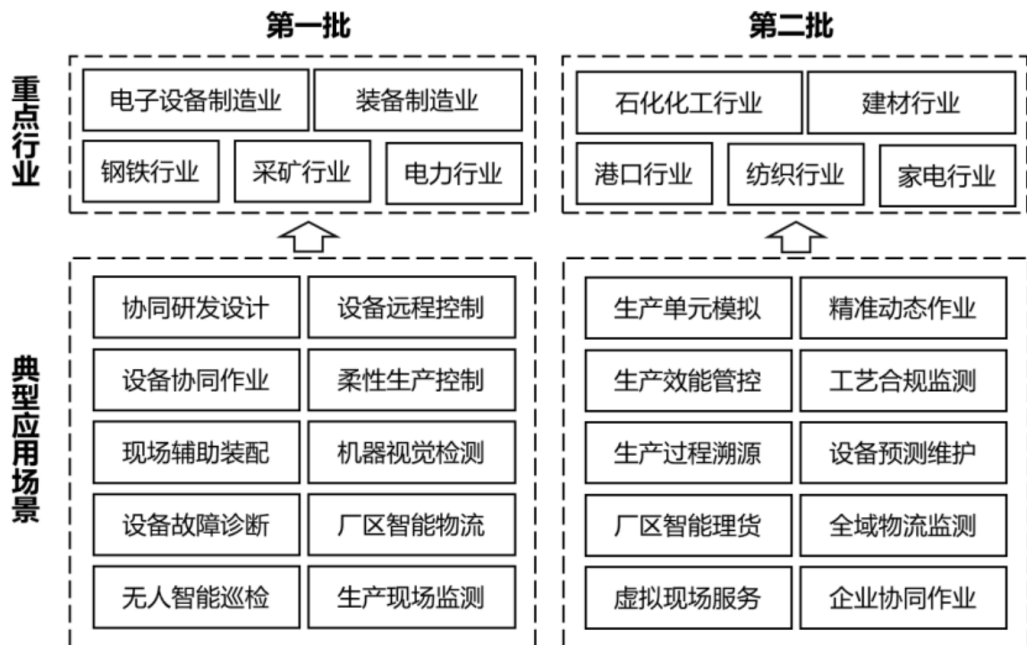 第一批
第二批
重点行业
电子设备制造业 装备制造业
钢铁行业 采矿行业 电力行业
石化化工行业 建材行业
港口行业 纺织行业 家电行业
典型应用场景
协同研发设计 设备远程控制
设备协同作业 柔性生产控制
现场辅助装配 机器视觉检测
设备故障诊断 厂区智能物流
无人智能巡检 生产现场监测
生产单元模拟 精准动态作业
生产效能管控 工艺合规监测
生产过程溯源 设备预测维护
厂区智能理货 全域物流监测
虚拟现场服务 企业协同作业